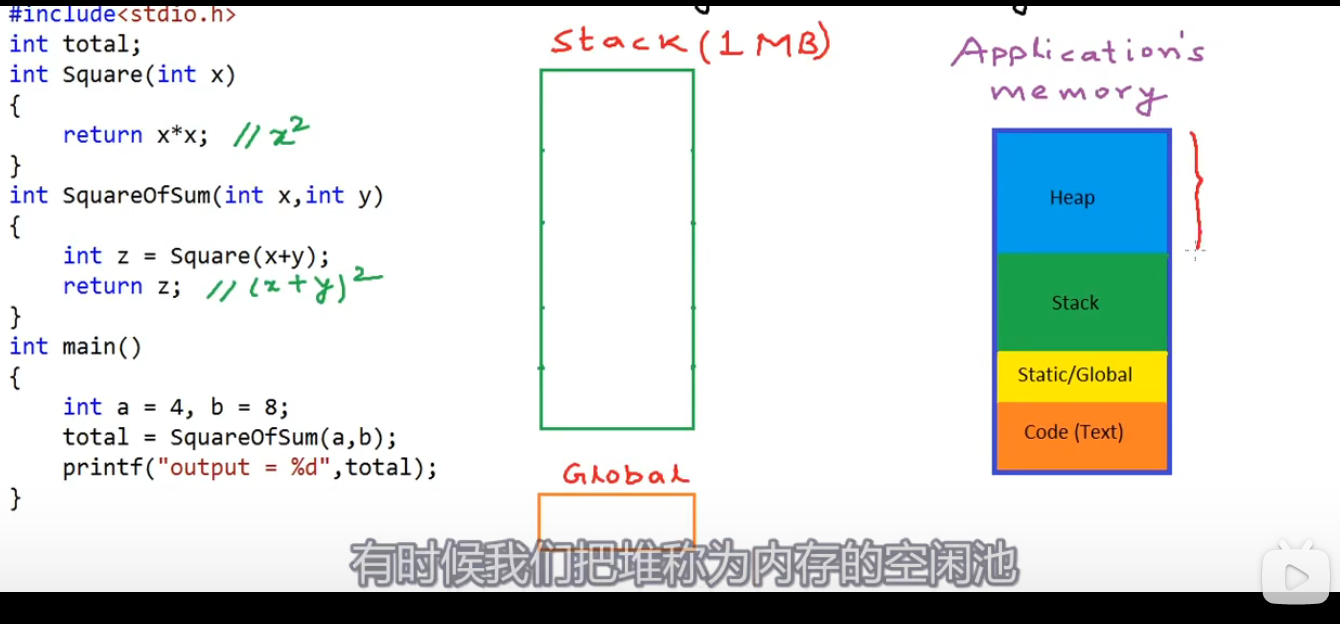 #include<stdio.h>
int total;
int Square(int x)
{
    return x*x; //x²
}
int SquareOfSum(int x,int y)
{
    int z = Square(x+y);
    return z; //(x+y)²
}
int main()
{
    int a = 4, b = 8;
    total = SquareOfSum(a,b);
    printf("output = %d",total);
}
Stack (1 MB)
Global
Application's
memory
Heap
Stack
Static/Global
Code (Text)
有时候我们把堆称为内存的空闲池